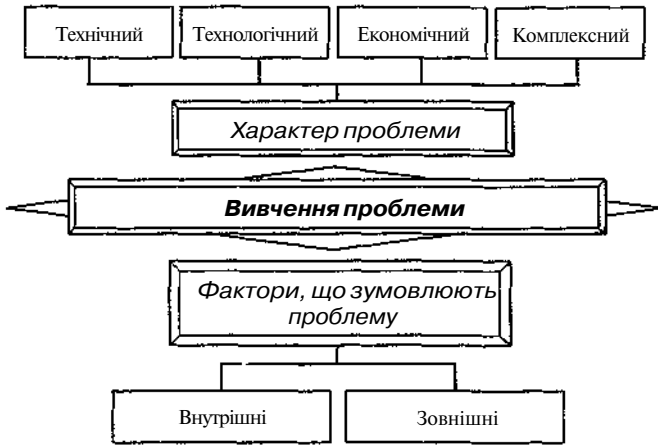 Технічний
Технологічний
Економічний
Комплексний
Характер проблеми
Вивчення проблеми
Фактори, що зумовлюють
проблему
Внутрішні
Зовнішні